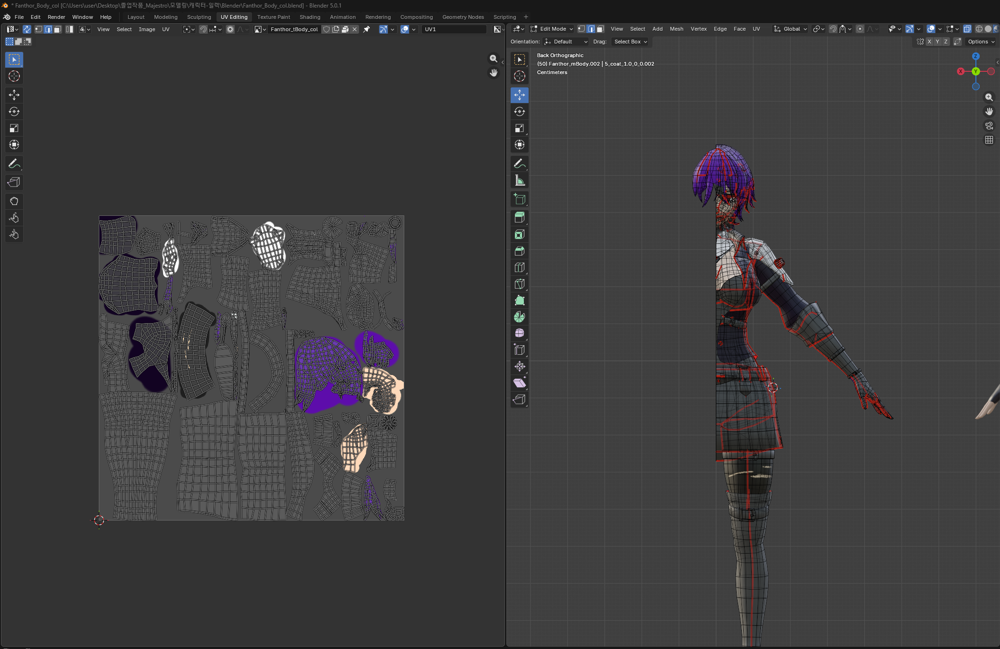 * Fanthor_Body_col [C:\Users\user\Desktop\졸업작품_Majestro\모델링\캐릭터-일렉\Blender\Fanthor_Body_col.blend] - Blender 5.0.1
File Edit Render Window Help Layout Modeling Sculpting UV Editing Texture Paint Shading Animation Rendering Compositing Geometry Nodes Scripting +
View Select Image UV Fanthor_tBody_col UV1
Edit Mode View Select Add Mesh Vertex Edge Face UV Global
Orientation: Default Drag: Select Box X Y Z Options
Back Orthographic
(50) Fanthor_mBody.002 | 5_coat_1.0_0_0.002
Centimeters
Z
X Y